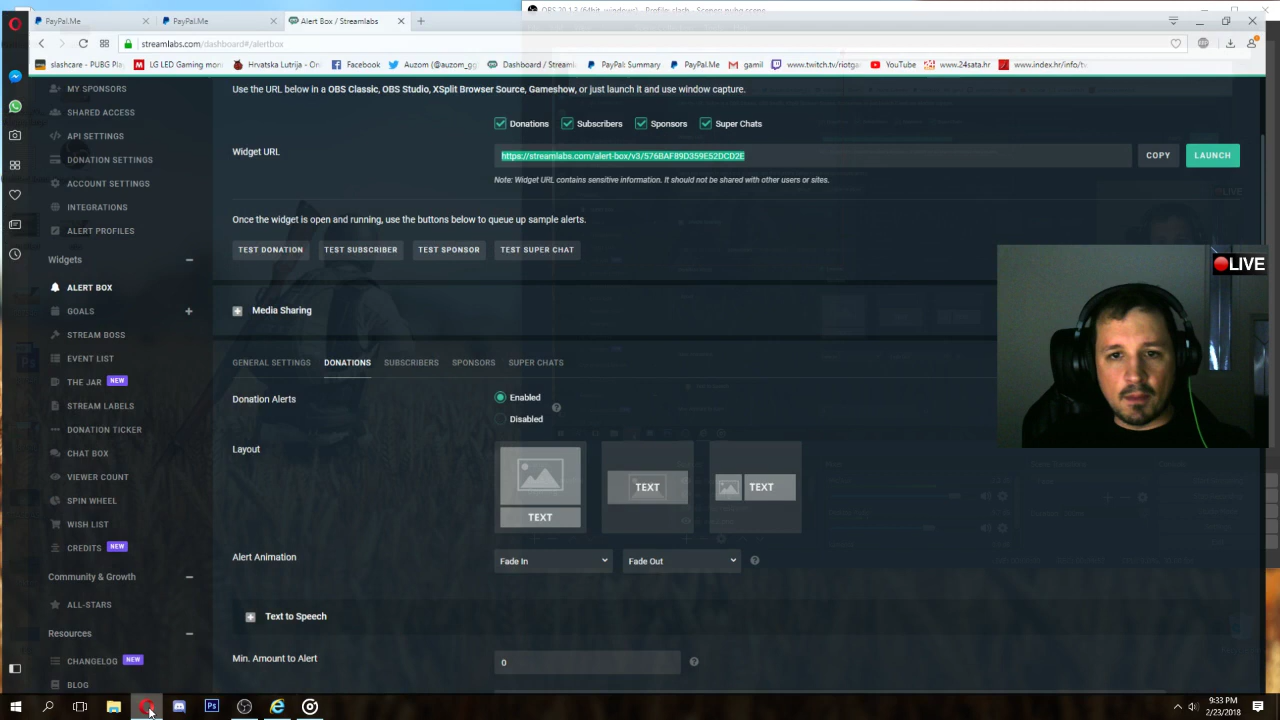 PayPal.Me
PayPal.Me
Alert Box / Streamlabs
streamlabs.com/dashboard#/alertbox
slashcare - PUBG Pl
LG LED Gaming mon
Hrvatska Lutrija - On
Facebook
Auzom (@auzom_gg)
Dashboard / Streaml
PayPal: Summary
PayPal.Me
gamil
www.twitch.tv/riotga
YouTube
www.24sata.hr
www.index.hr/info/tv
MY SPONSORS
SHARED ACCESS
API SETTINGS
DONATION SETTINGS
ACCOUNT SETTINGS
INTEGRATIONS
ALERT PROFILES
Widgets
ALERT BOX
GOALS
STREAM BOSS
EVENT LIST
THE JAR NEW
STREAM LABELS
DONATION TICKER
CHAT BOX
VIEWER COUNT
SPIN WHEEL
WISH LIST
CREDITS NEW
Community & Growth
ALL-STARS
Resources
CHANGELOG NEW
BLOG
Use the URL below in a OBS Classic, OBS Studio, XSplit Browser Source, Gameshow, or just launch it and use window capture.
Donations Subscribers Sponsors Super Chats
Widget URL
https://streamlabs.com/alert-box/v3/576BAF89D359E52DCD2E
COPY LAUNCH
Note: Widget URL contains sensitive information. It should not be shared with other users or sites.
Once the widget is open and running, use the buttons below to queue up sample alerts.
TEST DONATION TEST SUBSCRIBER TEST SPONSOR TEST SUPER CHAT
LIVE
Media Sharing
GENERAL SETTINGS DONATIONS SUBSCRIBERS SPONSORS SUPER CHATS
Donation Alerts
Enabled
Disabled
Layout
TEXT
TEXT
TEXT
Alert Animation
Fade In
Fade Out
Text to Speech
Min. Amount to Alert
0
Ps
9:33 PM
2/23/2018